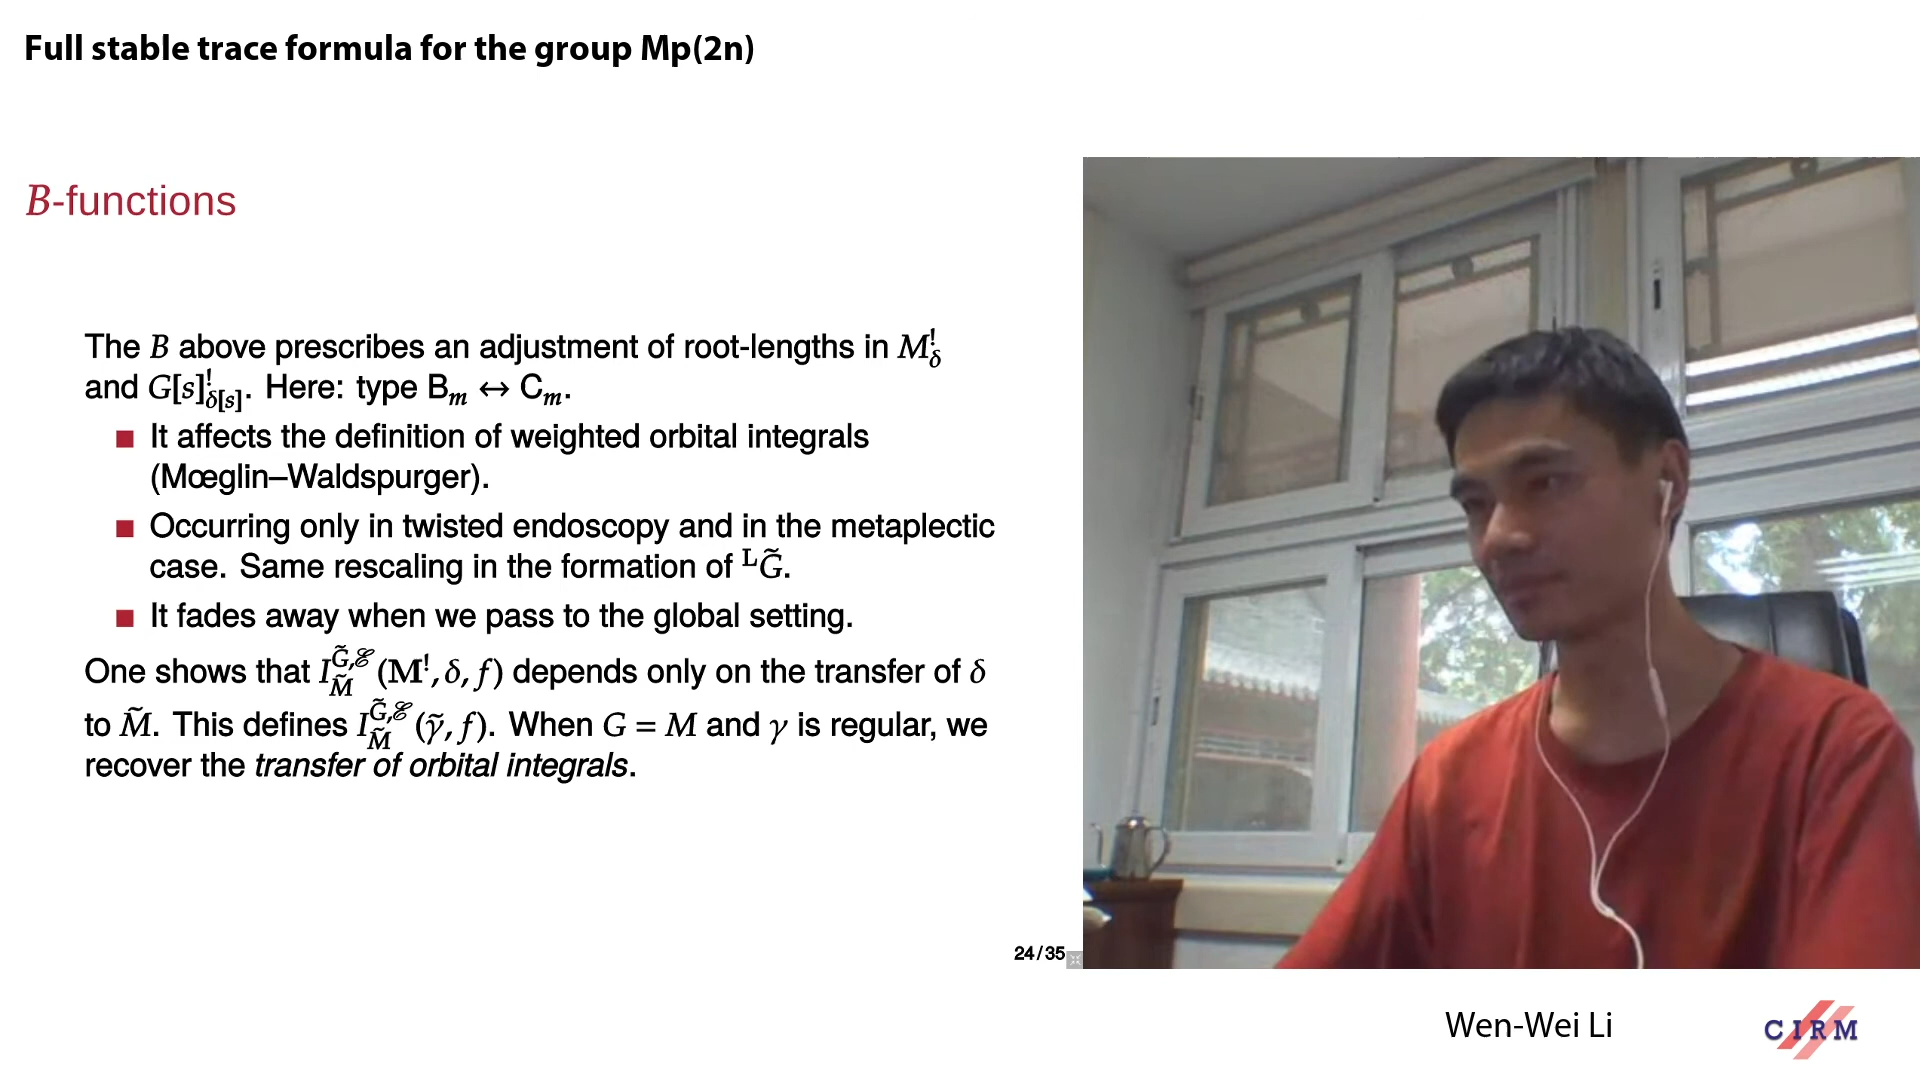 Full stable trace formula for the group Mp(2n)
B-functions
The B above prescribes an adjustment of root-lengths in M^!_δ
and G[s]^!_{δ[s]}. Here: type B_m ↔ C_m.
■ It affects the definition of weighted orbital integrals
(Mœglin–Waldspurger).
■ Occurring only in twisted endoscopy and in the metaplectic
case. Same rescaling in the formation of ^L G̃.
■ It fades away when we pass to the global setting.
One shows that I^{G̃,ℰ}_{M̃}(M^!, δ, f) depends only on the transfer of δ
to M̃. This defines I^{G̃,ℰ}_{M̃}(γ̃, f). When G = M and γ is regular, we
recover the transfer of orbital integrals.
24/35
Wen-Wei Li
CIRM